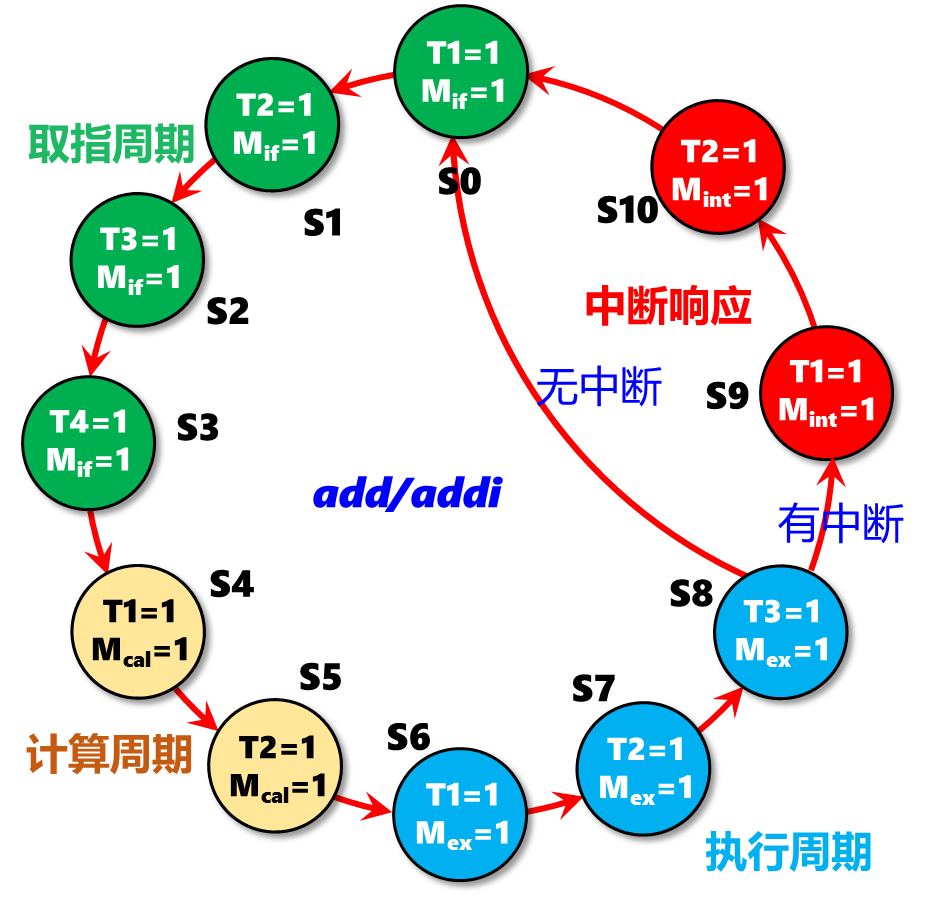 T1=1
Mif=1
S0
T2=1
Mif=1
S1
取指周期
T3=1
Mif=1
S2
T4=1
Mif=1
S3
T1=1
Mcal=1
S4
T2=1
Mcal=1
S5
计算周期
T1=1
Mex=1
S6
T2=1
Mex=1
S7
执行周期
T3=1
Mex=1
S8
无中断
有中断
T1=1
Mint=1
S9
中断响应
T2=1
Mint=1
S10
add/addi